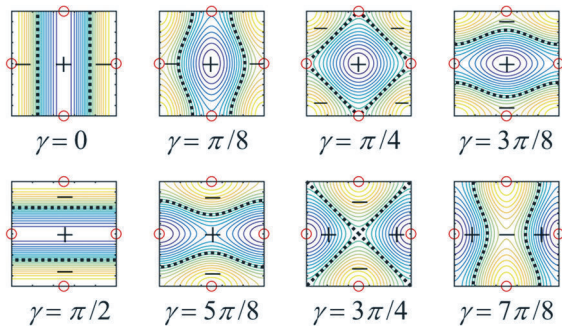 − + −
− + −
− − + − −
− + −
γ = 0
γ = π/8
γ = π/4
γ = 3π/8
− + −
− + −
− + + −
+ − +
γ = π/2
γ = 5π/8
γ = 3π/4
γ = 7π/8